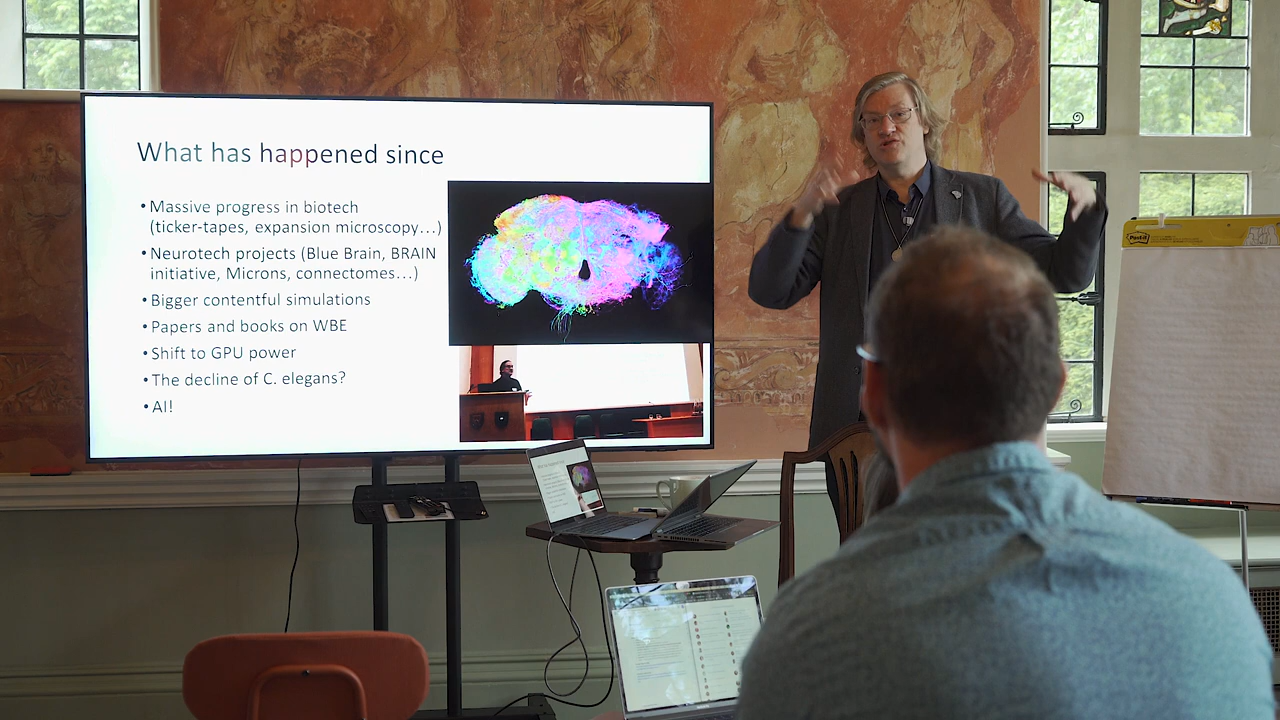 What has happened since
• Massive progress in biotech
(ticker-tapes, expansion microscopy…)
• Neurotech projects (Blue Brain, BRAIN
initiative, Microns, connectomes…)
• Bigger contentful simulations
• Papers and books on WBE
• Shift to GPU power
• The decline of C. elegans?
• AI!
Post-it